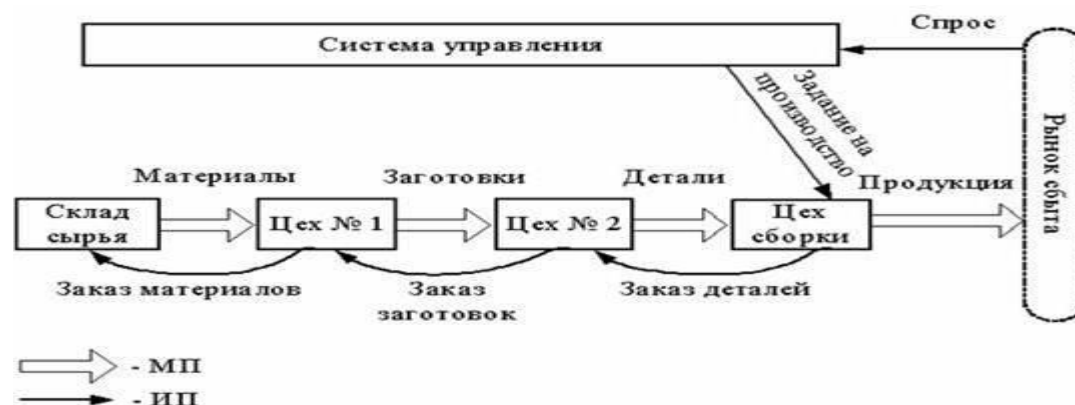 Спрос
Система управления
Задание на
производство
Рынок сбыта
Материалы
Заготовки
Детали
Продукция
Склад
сырья
Цех № 1
Цех № 2
Цех
сборки
Заказ материалов
Заказ
заготовок
Заказ деталей
- МП
- ИП